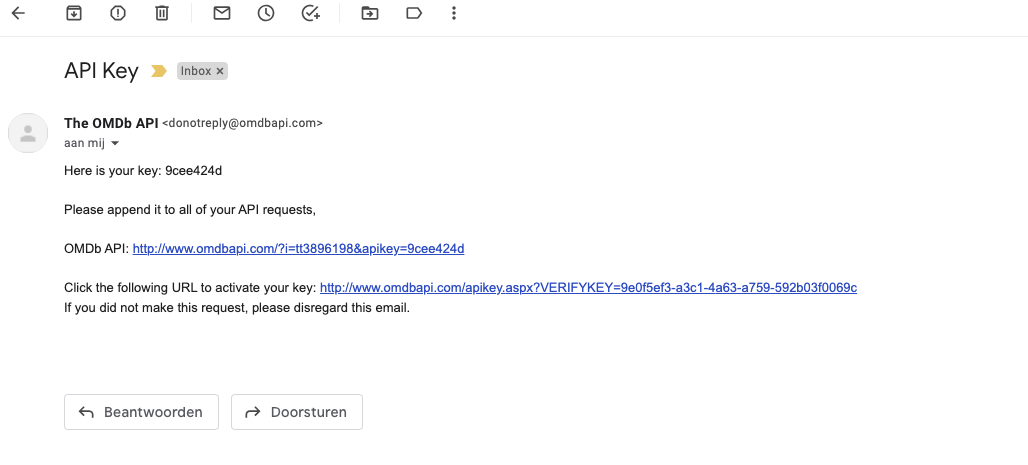 API Key Inbox ×
The OMDb API <donotreply@omdbapi.com>
aan mij
Here is your key: 9cee424d
Please append it to all of your API requests,
OMDb API: http://www.omdbapi.com/?i=tt3896198&apikey=9cee424d
Click the following URL to activate your key: http://www.omdbapi.com/apikey.aspx?VERIFYKEY=9e0f5ef3-a3c1-4a63-a759-592b03f0069c
If you did not make this request, please disregard this email.
Beantwoorden Doorsturen